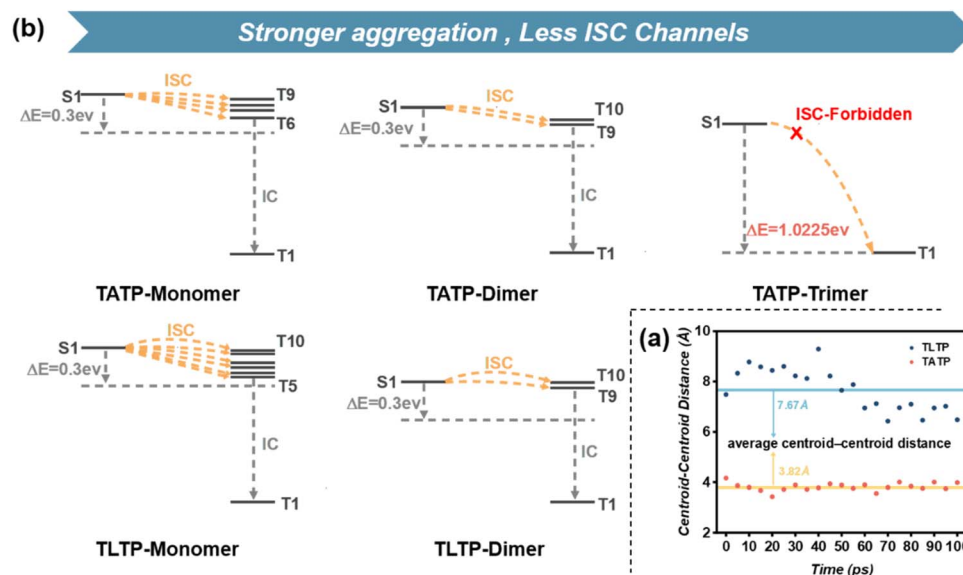 (b)
Stronger aggregation , Less ISC Channels
S1
ISC
T9
T6
ΔE=0.3ev
IC
T1
TATP-Monomer
S1
ISC
T10
T9
ΔE=0.3ev
IC
T1
TATP-Dimer
S1
ISC-Forbidden
ΔE=1.0225ev
T1
TATP-Trimer
S1
ISC
T10
T5
ΔE=0.3ev
IC
T1
TLTP-Monomer
S1
ISC
T10
T9
ΔE=0.3ev
IC
T1
TLTP-Dimer
(a)
Centroid-Centroid Distance (Å)
10
8
6
4
2
TLTP
TATP
7.67Å
average centroid–centroid distance
3.82Å
0 10 20 30 40 50 60 70 80 90 100
Time (ps)